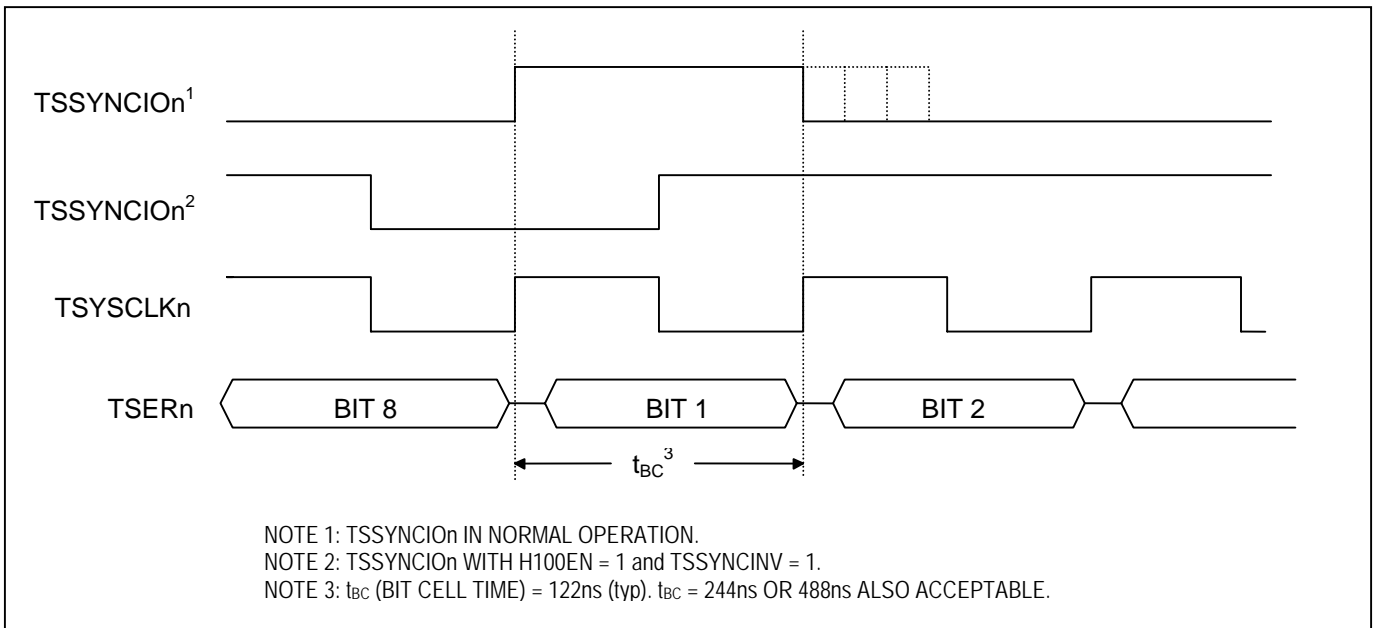 TSSYNCIOn¹
TSSYNCIOn²
TSYSCLKn
TSERn BIT 8 BIT 1 BIT 2
tBC³
NOTE 1: TSSYNCIOn IN NORMAL OPERATION.
NOTE 2: TSSYNCIOn WITH H100EN = 1 and TSSYNCINV = 1.
NOTE 3: tBC (BIT CELL TIME) = 122ns (typ). tBC = 244ns OR 488ns ALSO ACCEPTABLE.